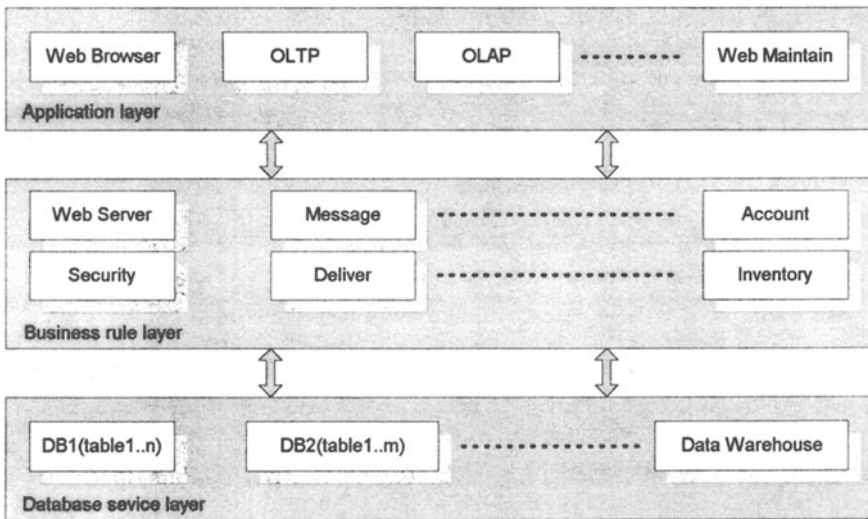 Web Browser OLTP OLAP Web Maintain
Application layer
Web Server Message Account
Security Deliver Inventory
Business rule layer
DB1(table1..n) DB2(table1..m) Data Warehouse
Database sevice layer